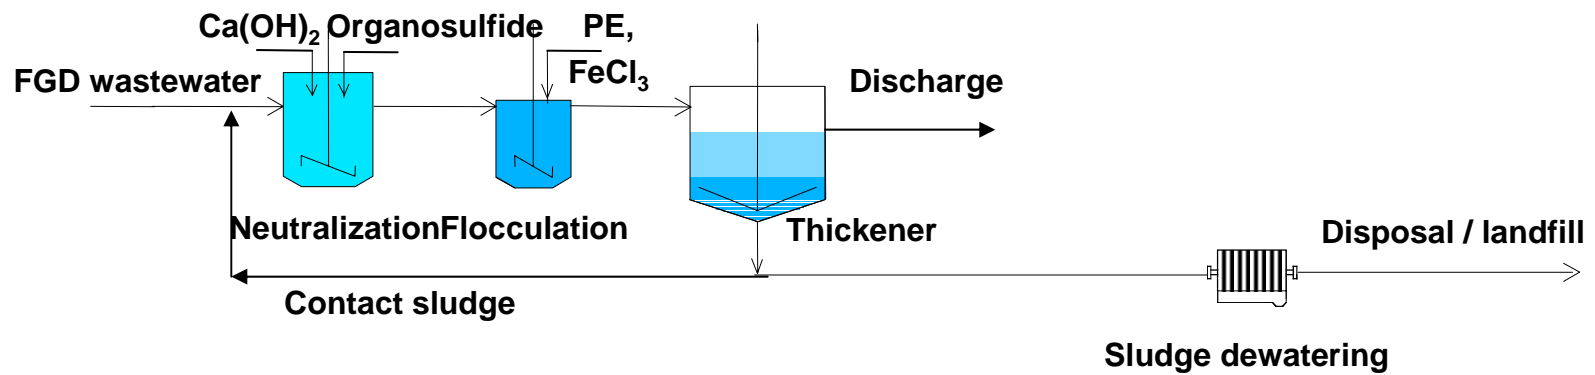 Ca(OH)₂ Organosulfide
PE,
FeCl₃
FGD wastewater
Discharge
NeutralizationFlocculation
Thickener
Disposal / landfill
Contact sludge
Sludge dewatering